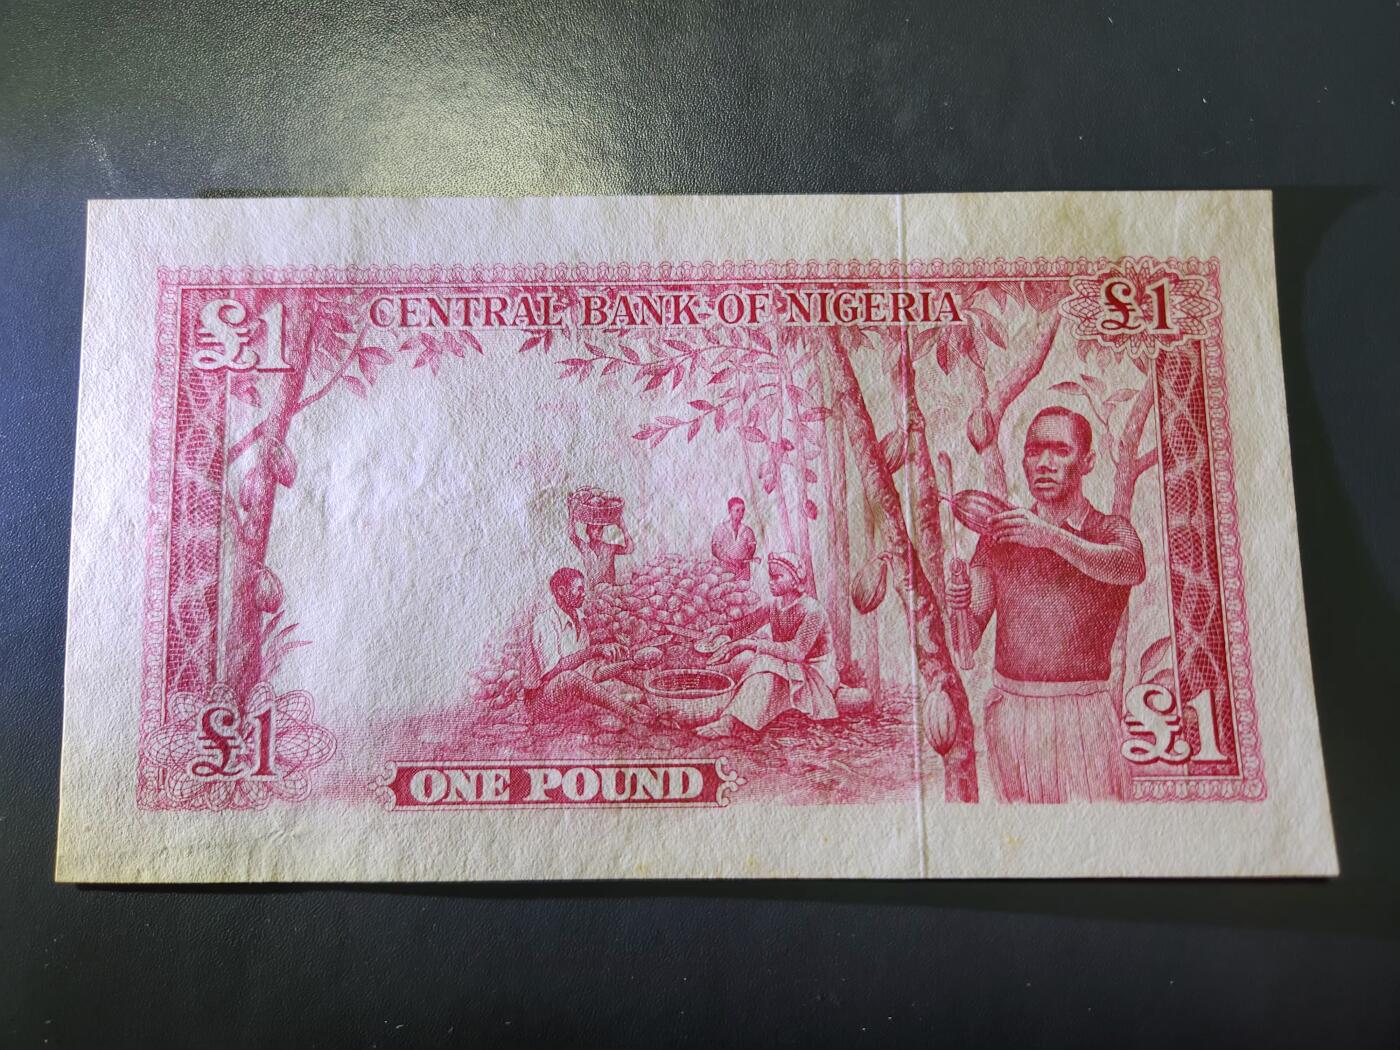 £1 CENTRAL BANK OF NIGERIA £1
£1 ONE POUND £1